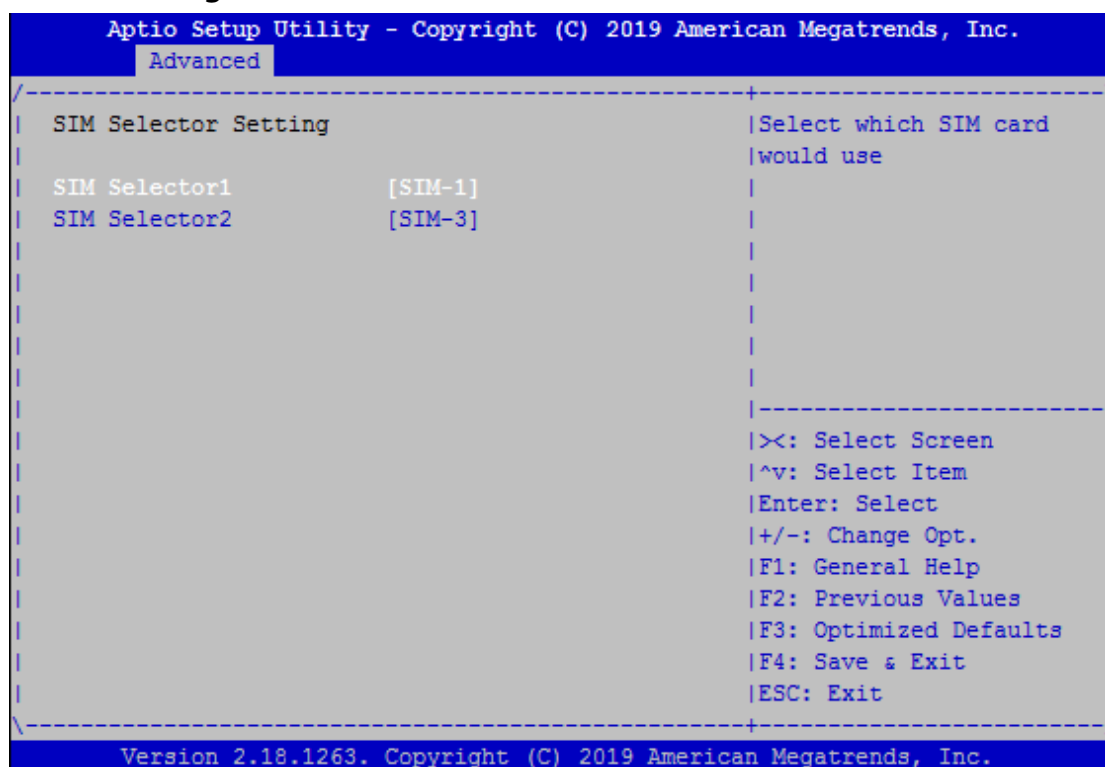 Aptio Setup Utility - Copyright (C) 2019 American Megatrends, Inc.
Advanced
SIM Selector Setting
Select which SIM card
would use
SIM Selector1 [SIM-1]
SIM Selector2 [SIM-3]
><: Select Screen
^v: Select Item
Enter: Select
+/-: Change Opt.
F1: General Help
F2: Previous Values
F3: Optimized Defaults
F4: Save & Exit
ESC: Exit
Version 2.18.1263. Copyright (C) 2019 American Megatrends, Inc.